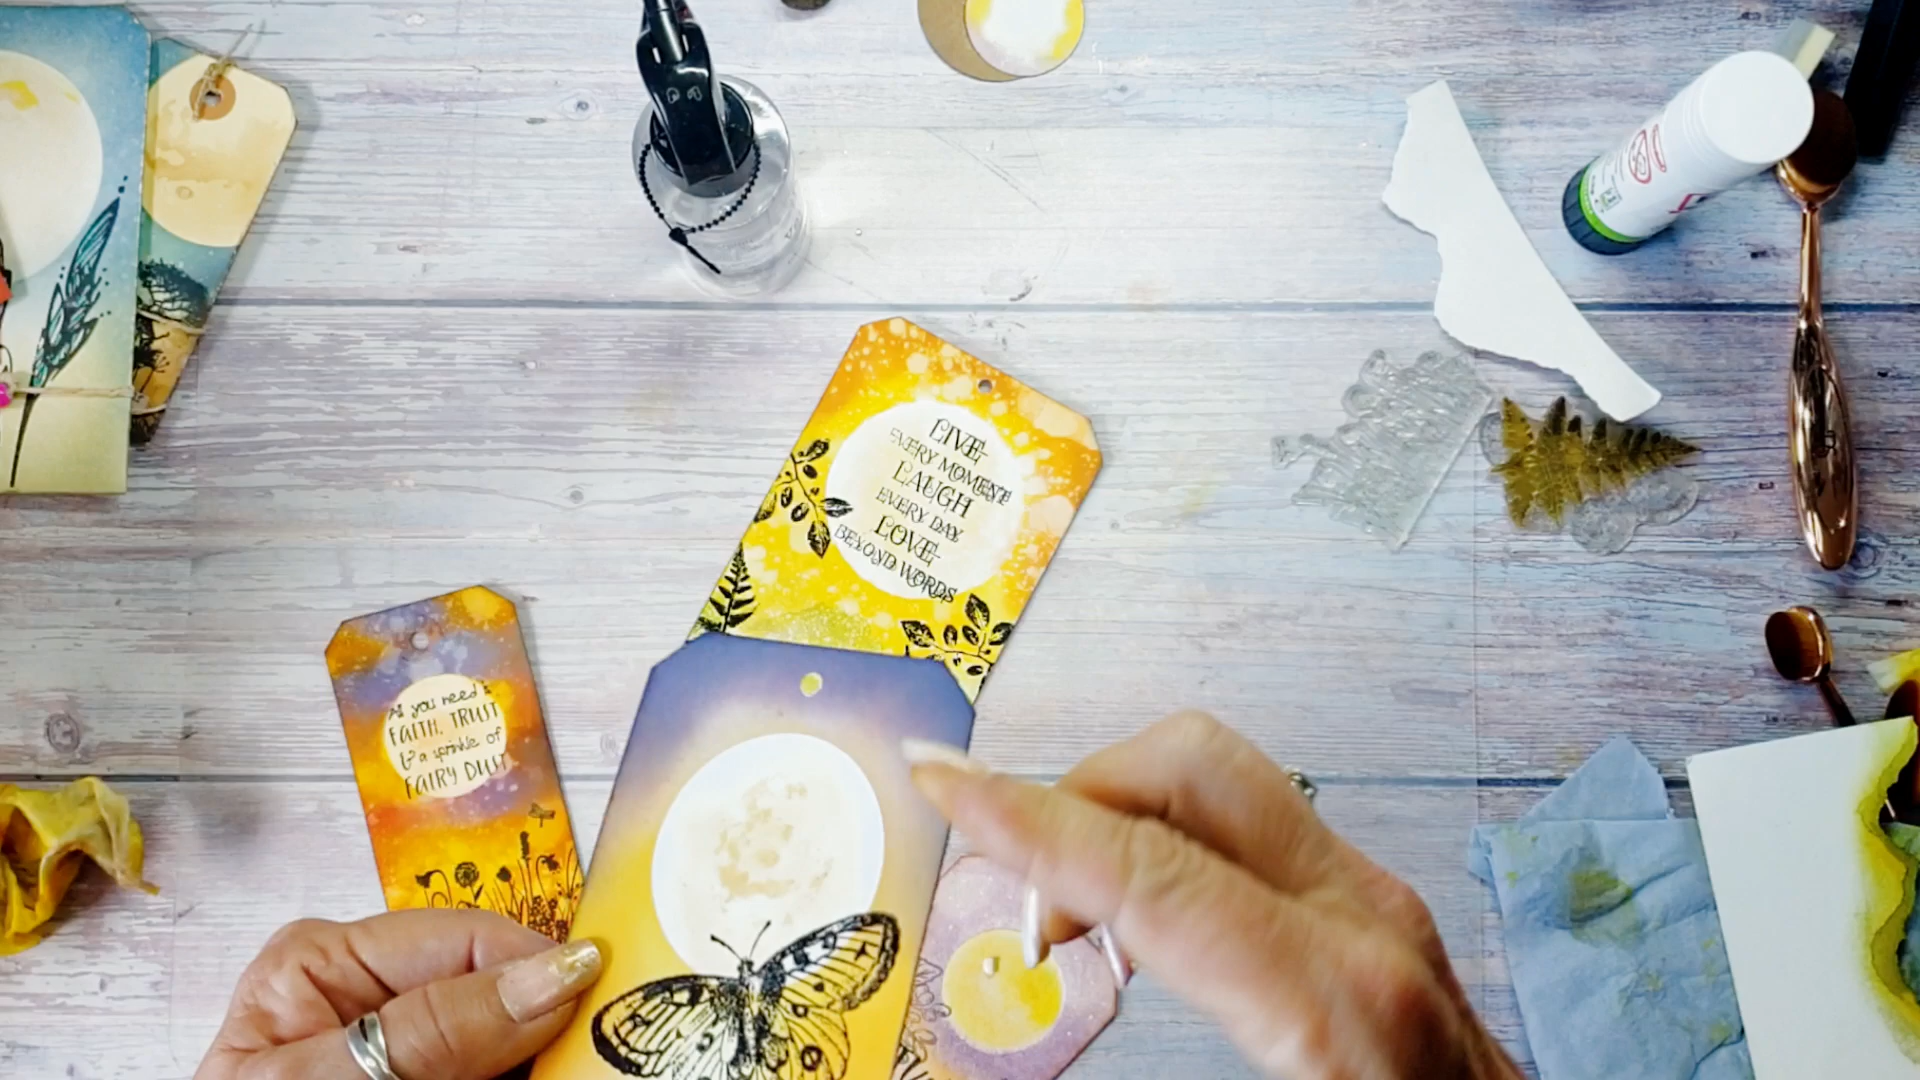 LIVE
EVERY MOMENT
LAUGH
EVERY DAY
LOVE
BEYOND WORDS
All you need is
FAITH, TRUST
& a sprinkle of
FAIRY DUST